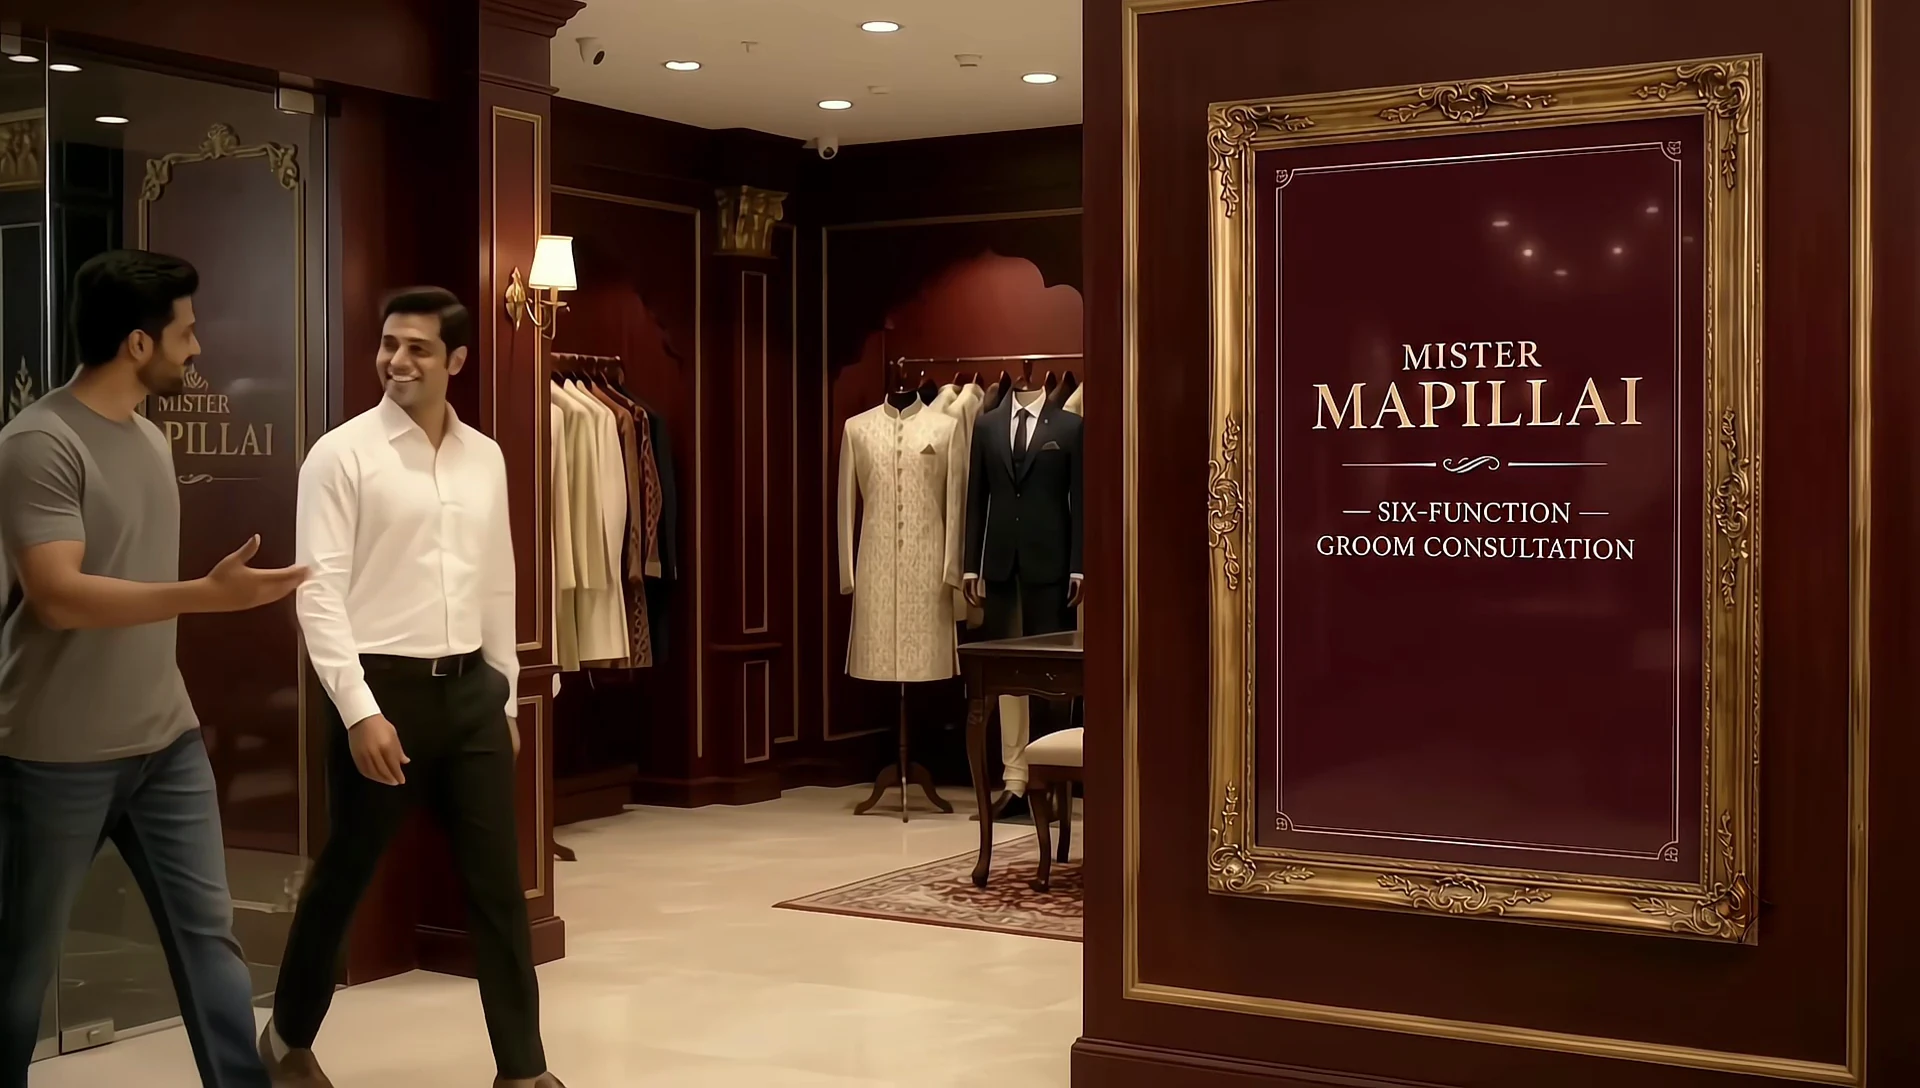 MISTER
PILLAI
MISTER
MAPILLAI
— SIX-FUNCTION —
GROOM CONSULTATION